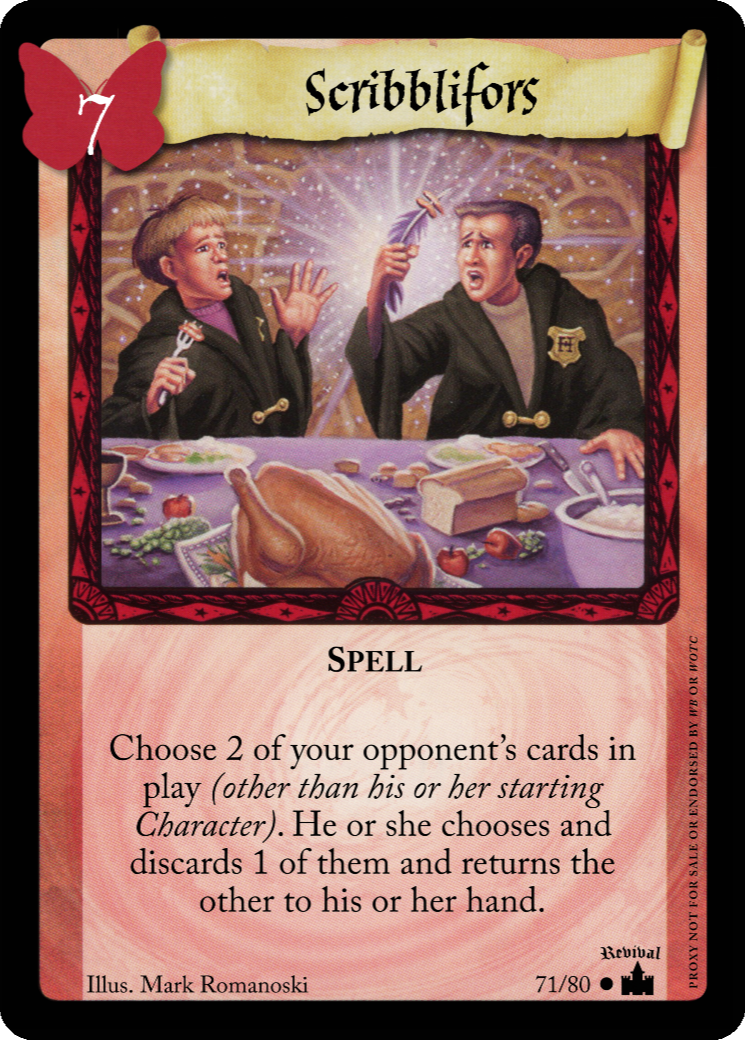 7
Scribblifors
SPELL
Choose 2 of your opponent's cards in
play (other than his or her starting
Character). He or she chooses and
discards 1 of them and returns the
other to his or her hand.
PROXY NOT FOR SALE OR ENDORSED BY WB OR WOTC
Revival
Illus. Mark Romanoski
71/80
H